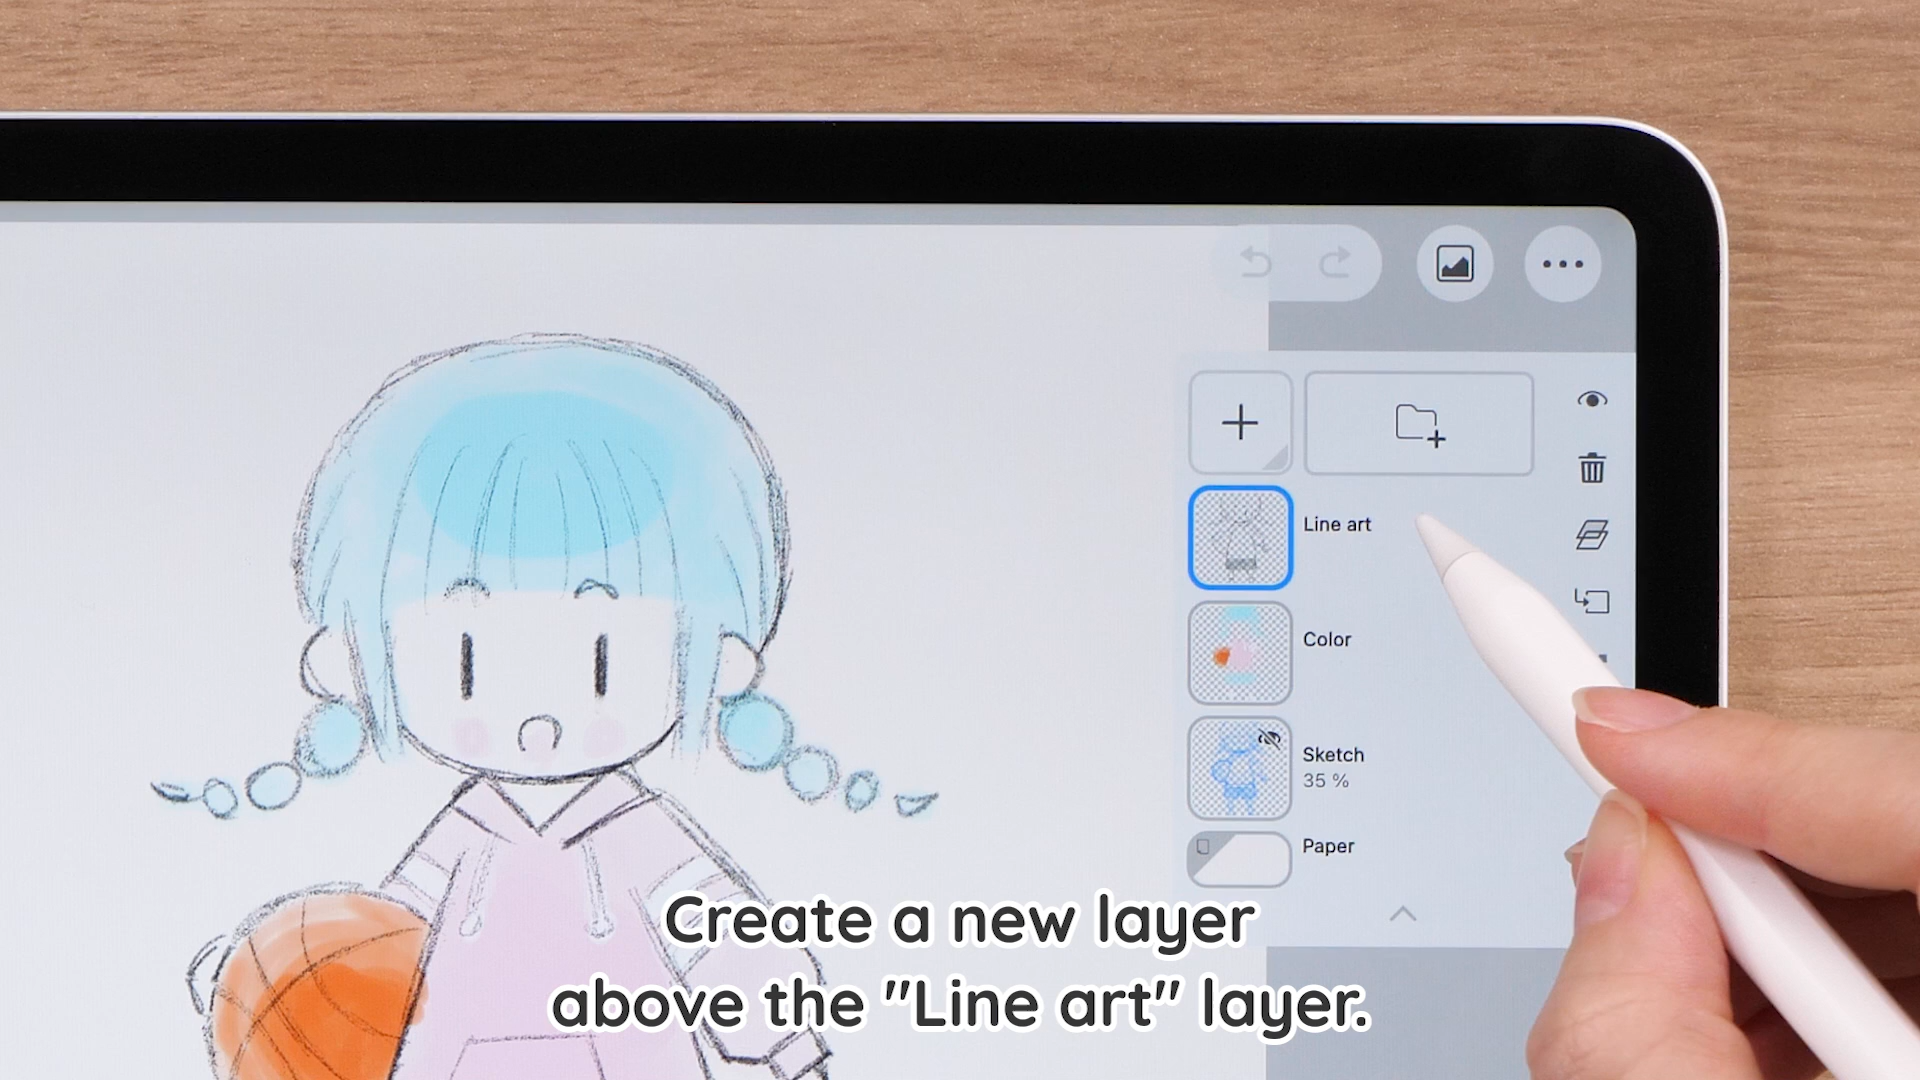 Line art
Color
Sketch
35 %
Paper
Create a new layer
above the "Line art" layer.